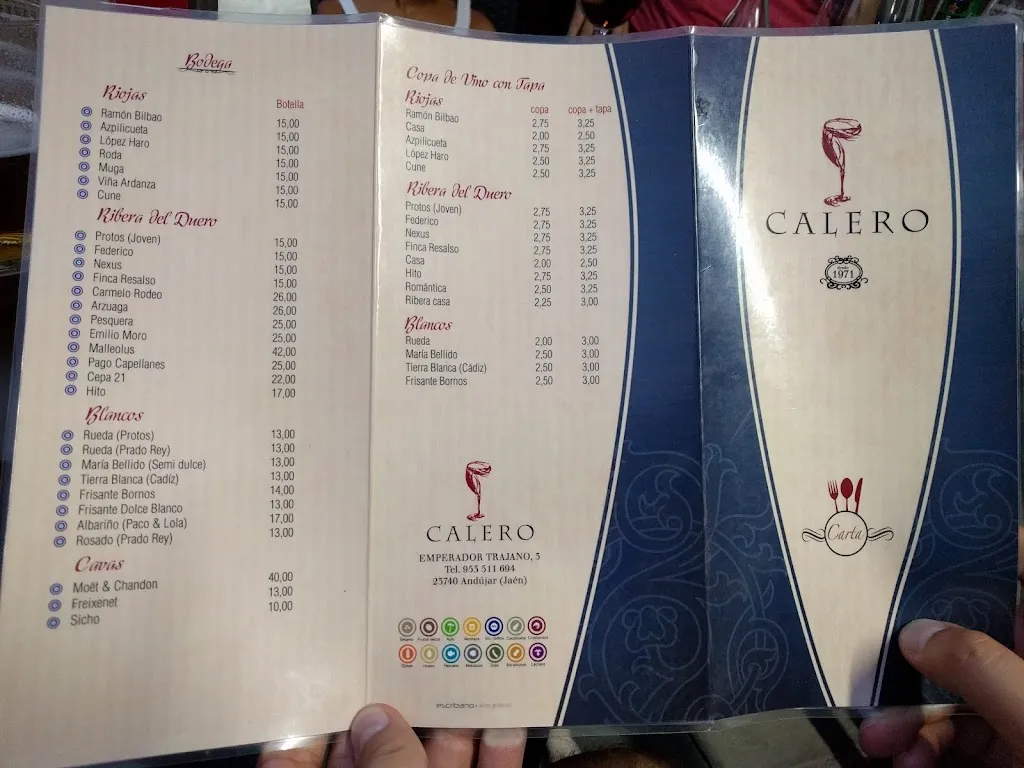 Bodega
Riojas Botella
Ramón Bilbao 15,00
Azpilicueta 15,00
López Haro 15,00
Roda 15,00
Muga 15,00
Viña Ardanza 15,00
Cune 15,00
Ribera del Duero
Protos (Joven) 15,00
Federico 15,00
Nexus 15,00
Finca Resalso 15,00
Carmelo Rodeo 26,00
Arzuaga 26,00
Pesquera 25,00
Emilio Moro 25,00
Malleolus 42,00
Pago Capellanes 25,00
Cepa 21 22,00
Hito 17,00
Blancos
Rueda (Protos) 13,00
Rueda (Prado Rey) 13,00
María Bellido (Semi dulce) 13,00
Tierra Blanca (Cadíz) 13,00
Frisante Bornos 14,00
Frisante Dolce Blanco 13,00
Albariño (Paco & Lola) 17,00
Rosado (Prado Rey) 13,00
Cavas
Moët & Chandon 40,00
Freixenet 13,00
Sicho 10,00
Copa de Vino con Tapa
Riojas copa copa + tapa
Ramón Bilbao 2,75 3,25
Casa 2,00 2,50
Azpilicueta 2,75 3,25
López Haro 2,50 3,25
Cune 2,50 3,25
Ribera del Duero
Protos (Joven) 2,75 3,25
Federico 2,75 3,25
Nexus 2,75 3,25
Finca Resalso 2,75 3,25
Casa 2,00 2,50
Hito 2,75 3,25
Romántica 2,50 3,25
Ribera casa 2,25 3,00
Blancos
Rueda 2,00 3,00
María Bellido 2,50 3,00
Tierra Blanca (Cádiz) 2,50 3,00
Frisante Bornos 2,50 3,00
CALERO
EMPERADOR TRAJANO, 3
Tel. 953 511 694
23740 Andújar (Jaén)
escribano
CALERO
desde
1971
Carta